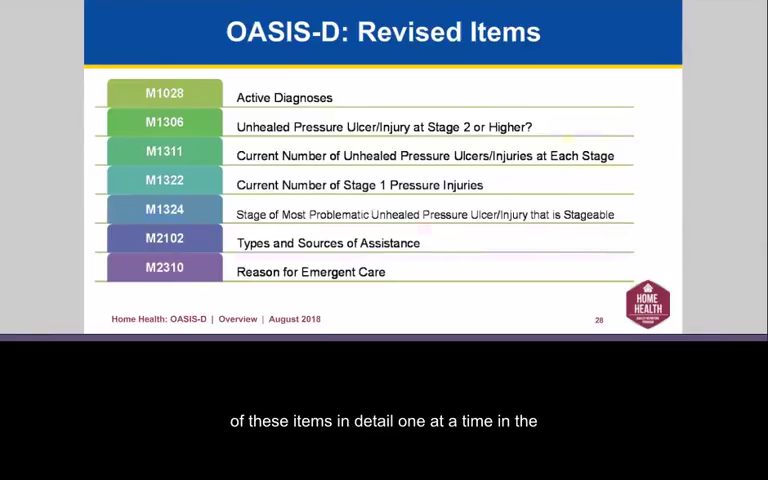 OASIS-D: Revised Items
M1028 Active Diagnoses
M1306 Unhealed Pressure Ulcer/Injury at Stage 2 or Higher?
M1311 Current Number of Unhealed Pressure Ulcers/Injuries at Each Stage
M1322 Current Number of Stage 1 Pressure Injuries
M1324 Stage of Most Problematic Unhealed Pressure Ulcer/Injury that is Stageable
M2102 Types and Sources of Assistance
M2310 Reason for Emergent Care
HOME
HEALTH
Home Health: OASIS-D | Overview | August 2018 28
of these items in detail one at a time in the